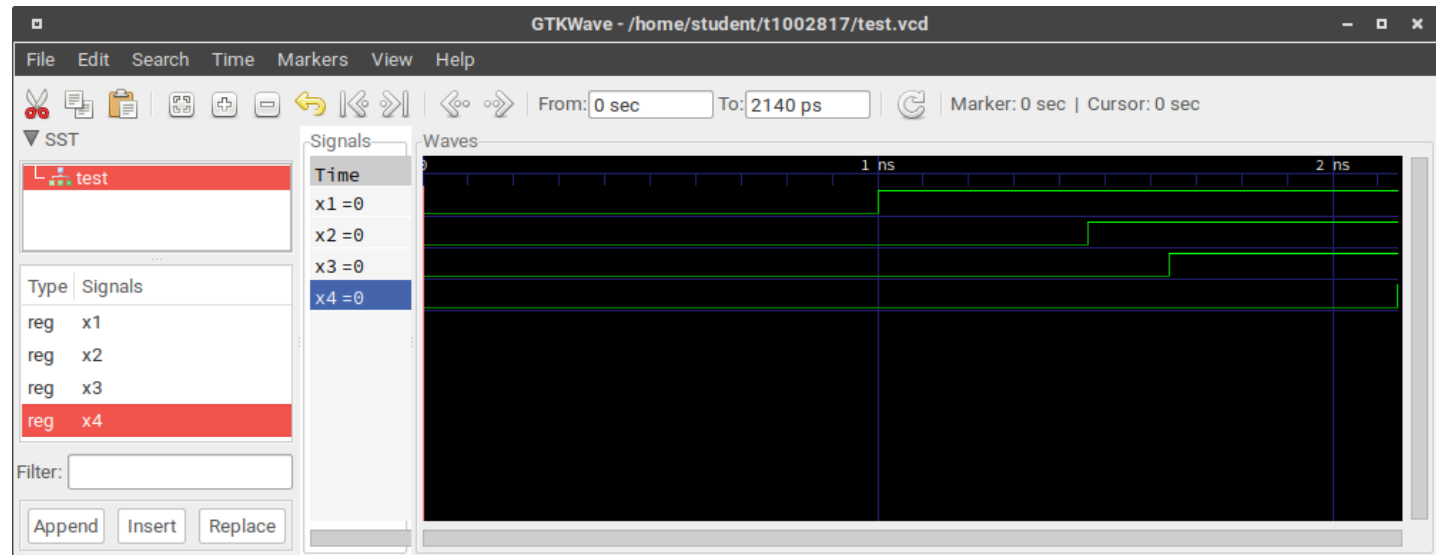 GTKWave - /home/student/t1002817/test.vcd
File Edit Search Time Markers View Help
From: 0 sec To: 2140 ps Marker: 0 sec | Cursor: 0 sec
SST
test
Type Signals
reg x1
reg x2
reg x3
reg x4
Filter:
Append Insert Replace
Signals
Time
x1 =0
x2 =0
x3 =0
x4 =0
Waves
0 1 ns 2 ns